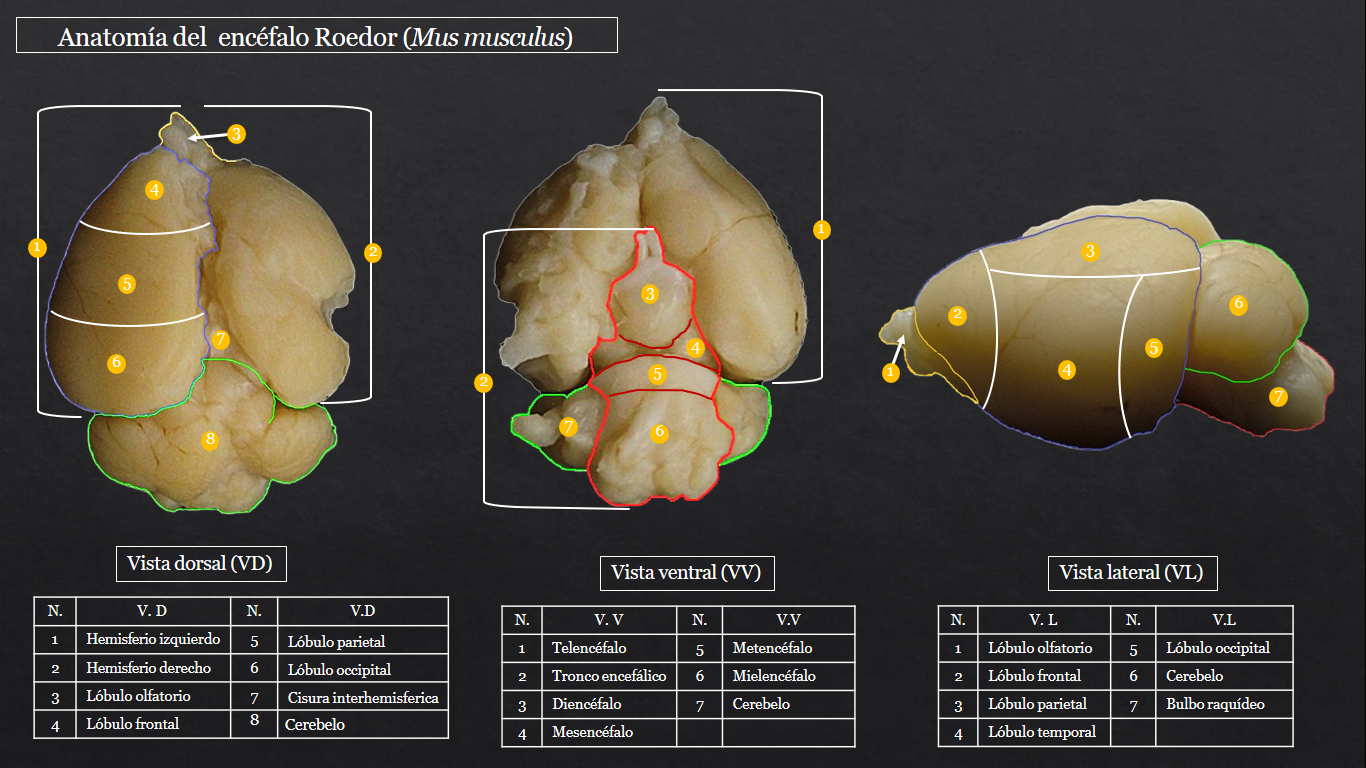 Anatomía del encéfalo Roedor (Mus musculus)
3
4
1
2
5
7
6
8
1
2
3
4
5
7
6
3
2
6
1
4
5
7
Vista dorsal (VD)
Vista ventral (VV)
Vista lateral (VL)
N. V. D N. V.D
1 Hemisferio izquierdo 5 Lóbulo parietal
2 Hemisferio derecho 6 Lóbulo occipital
3 Lóbulo olfatorio 7 Cisura interhemisferica
4 Lóbulo frontal 8 Cerebelo
N. V. V N. V.V
1 Telencéfalo 5 Metencéfalo
2 Tronco encefálico 6 Mielencéfalo
3 Diencéfalo 7 Cerebelo
4 Mesencéfalo
N. V. L N. V.L
1 Lóbulo olfatorio 5 Lóbulo occipital
2 Lóbulo frontal 6 Cerebelo
3 Lóbulo parietal 7 Bulbo raquídeo
4 Lóbulo temporal